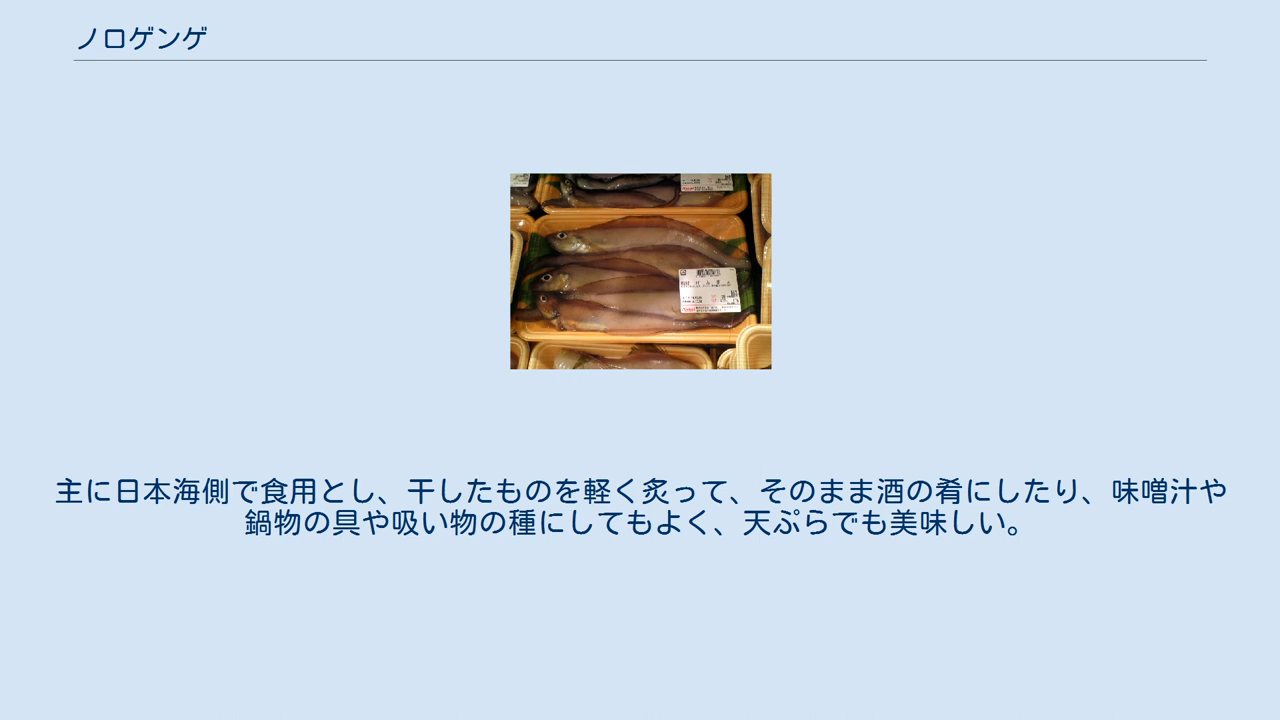 ノロゲンゲ
主に日本海側で食用とし、干したものを軽く炙って、そのまま酒の肴にしたり、味噌汁や
鍋物の具や吸い物の種にしてもよく、天ぷらでも美味しい。